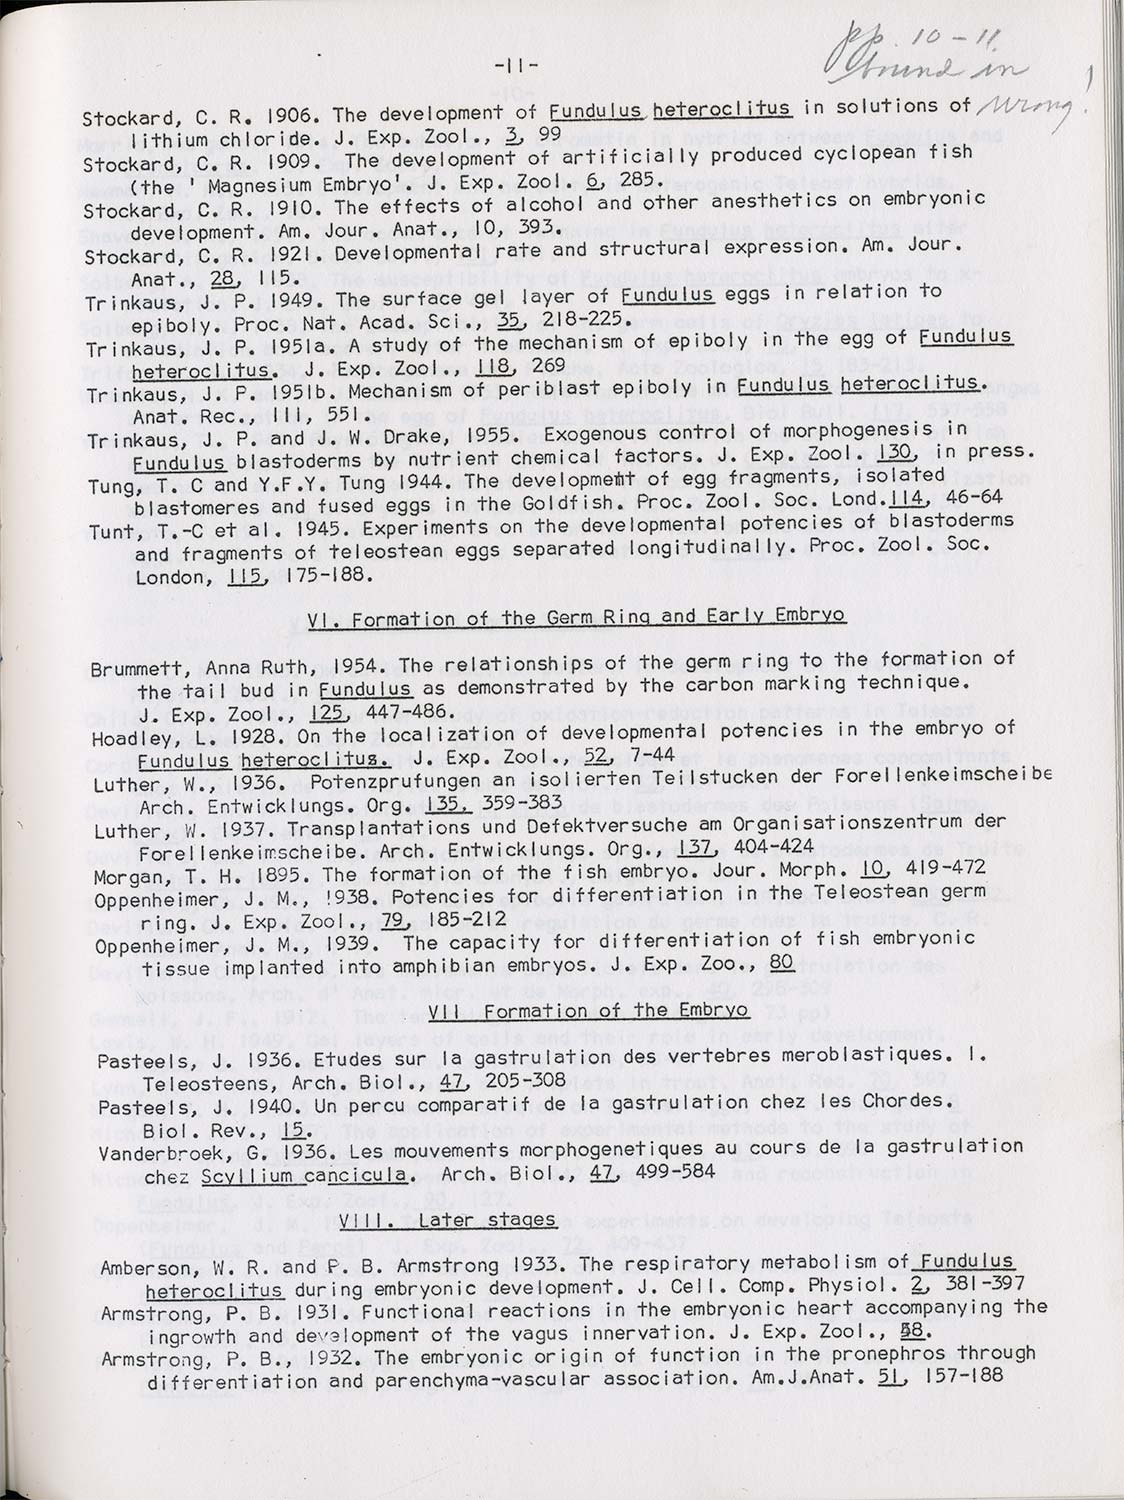 pp. 10-11
bound in
wrong!
-11-
Stockard, C. R. 1906. The development of Fundulus heteroclitus in solutions of
lithium chloride. J. Exp. Zool., 3, 99
Stockard, C. R. 1909. The development of artificially produced cyclopean fish
(the ' Magnesium Embryo'. J. Exp. Zool. 6, 285.
Stockard, C. R. 1910. The effects of alcohol and other anesthetics on embryonic
development. Am. Jour. Anat., 10, 393.
Stockard, C. R. 1921. Developmental rate and structural expression. Am. Jour.
Anat., 28, 115.
Trinkaus, J. P. 1949. The surface gel layer of Fundulus eggs in relation to
epiboly. Proc. Nat. Acad. Sci., 35, 218-225.
Trinkaus, J. P. 1951a. A study of the mechanism of epiboly in the egg of Fundulus
heteroclitus. J. Exp. Zool., 118, 269
Trinkaus, J. P. 1951b. Mechanism of periblast epiboly in Fundulus heteroclitus.
Anat. Rec., 111, 551.
Trinkaus, J. P. and J. W. Drake, 1955. Exogenous control of morphogenesis in
Fundulus blastoderms by nutrient chemical factors. J. Exp. Zool. 130, in press.
Tung, T. C and Y.F.Y. Tung 1944. The development of egg fragments, isolated
blastomeres and fused eggs in the Goldfish. Proc. Zool. Soc. Lond.114, 46-64
Tunt, T.-C et al. 1945. Experiments on the developmental potencies of blastoderms
and fragments of teleostean eggs separated longitudinally. Proc. Zool. Soc.
London, 115, 175-188.
VI. Formation of the Germ Ring and Early Embryo
Brummett, Anna Ruth, 1954. The relationships of the germ ring to the formation of
the tail bud in Fundulus as demonstrated by the carbon marking technique.
J. Exp. Zool., 125, 447-486.
Hoadley, L. 1928. On the localization of developmental potencies in the embryo of
Fundulus heteroclitus. J. Exp. Zool., 52, 7-44
Luther, W., 1936. Potenzprufungen an isolierten Teilstucken der Forellenkeimscheibe
Arch. Entwicklungs. Org. 135, 359-383
Luther, W. 1937. Transplantations und Defektversuche am Organisationszentrum der
Forellenkeimscheibe. Arch. Entwicklungs. Org., 137, 404-424
Morgan, T. H. 1895. The formation of the fish embryo. Jour. Morph. 10, 419-472
Oppenheimer, J. M., 1938. Potencies for differentiation in the Teleostean germ
ring. J. Exp. Zool., 79, 185-212
Oppenheimer, J. M., 1939. The capacity for differentiation of fish embryonic
tissue implanted into amphibian embryos. J. Exp. Zoo., 80
VII Formation of the Embryo
Pasteels, J. 1936. Etudes sur la gastrulation des vertebres meroblastiques. I.
Teleosteens, Arch. Biol., 47, 205-308
Pasteels, J. 1940. Un percu comparatif de la gastrulation chez les Chordes.
Biol. Rev., 15.
Vanderbroek, G. 1936. Les mouvements morphogenetiques au cours de la gastrulation
chez Scyllium cancicula. Arch. Biol., 47, 499-584
VIII. Later stages
Amberson, W. R. and P. B. Armstrong 1933. The respiratory metabolism of Fundulus
heteroclitus during embryonic development. J. Cell. Comp. Physiol. 2, 381-397
Armstrong, P. B. 1931. Functional reactions in the embryonic heart accompanying the
ingrowth and development of the vagus innervation. J. Exp. Zool., 58.
Armstrong, P. B., 1932. The embryonic origin of function in the pronephros through
differentiation and parenchyma-vascular association. Am.J.Anat. 51, 157-188